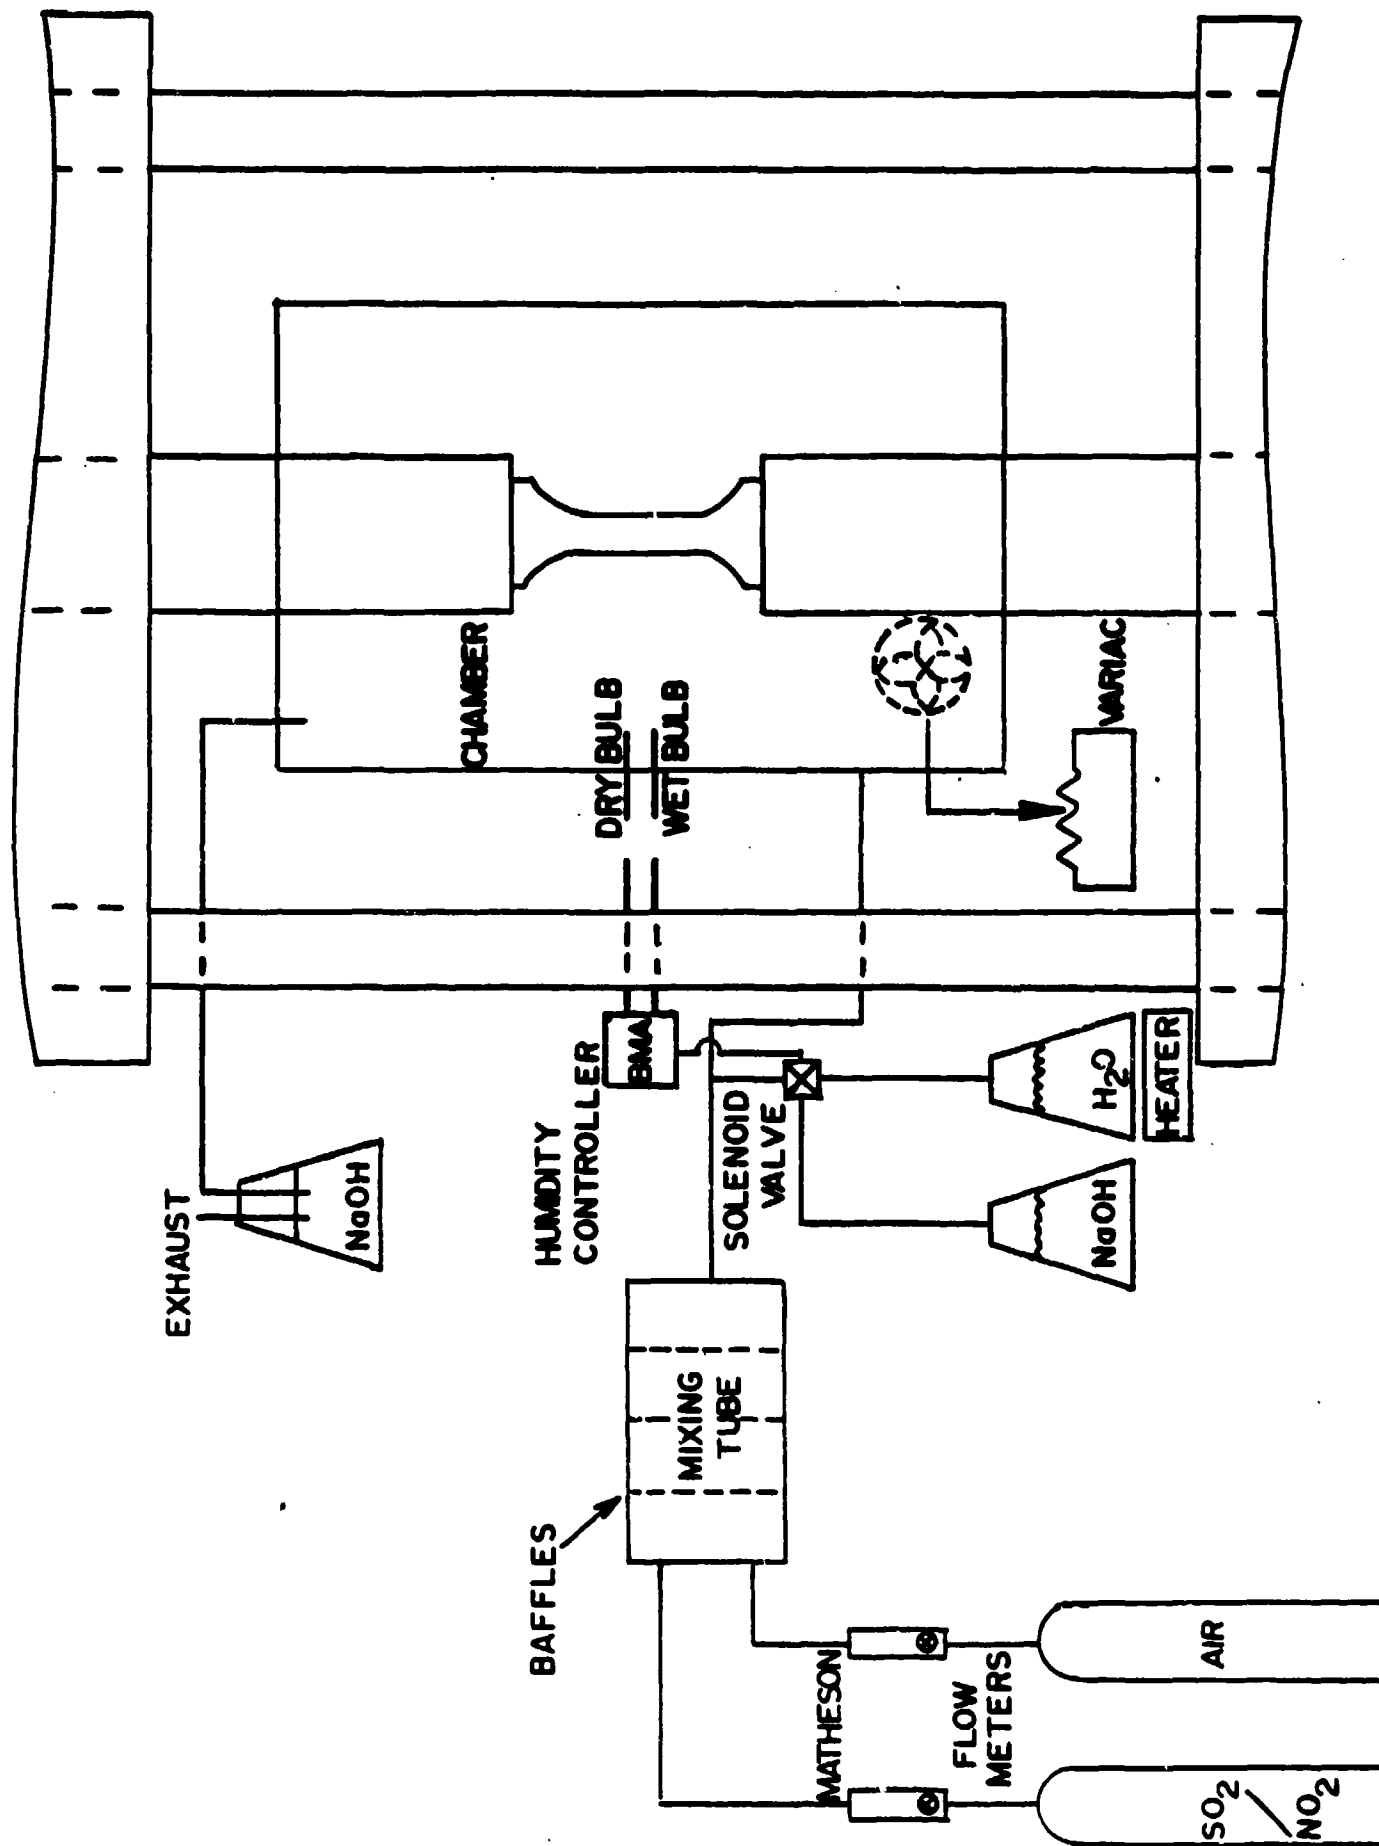 EXHAUST
NaOH
CHAMBER
DRY BULB
WET BULB
HUMIDITY
CONTROLLER
BMA
SOLENOID
VALVE
VARIAC
H2O
HEATER
NaOH
BAFFLES
MIXING
TUBE
MATHESON
FLOW
METERS
AIR
SO2
NO2